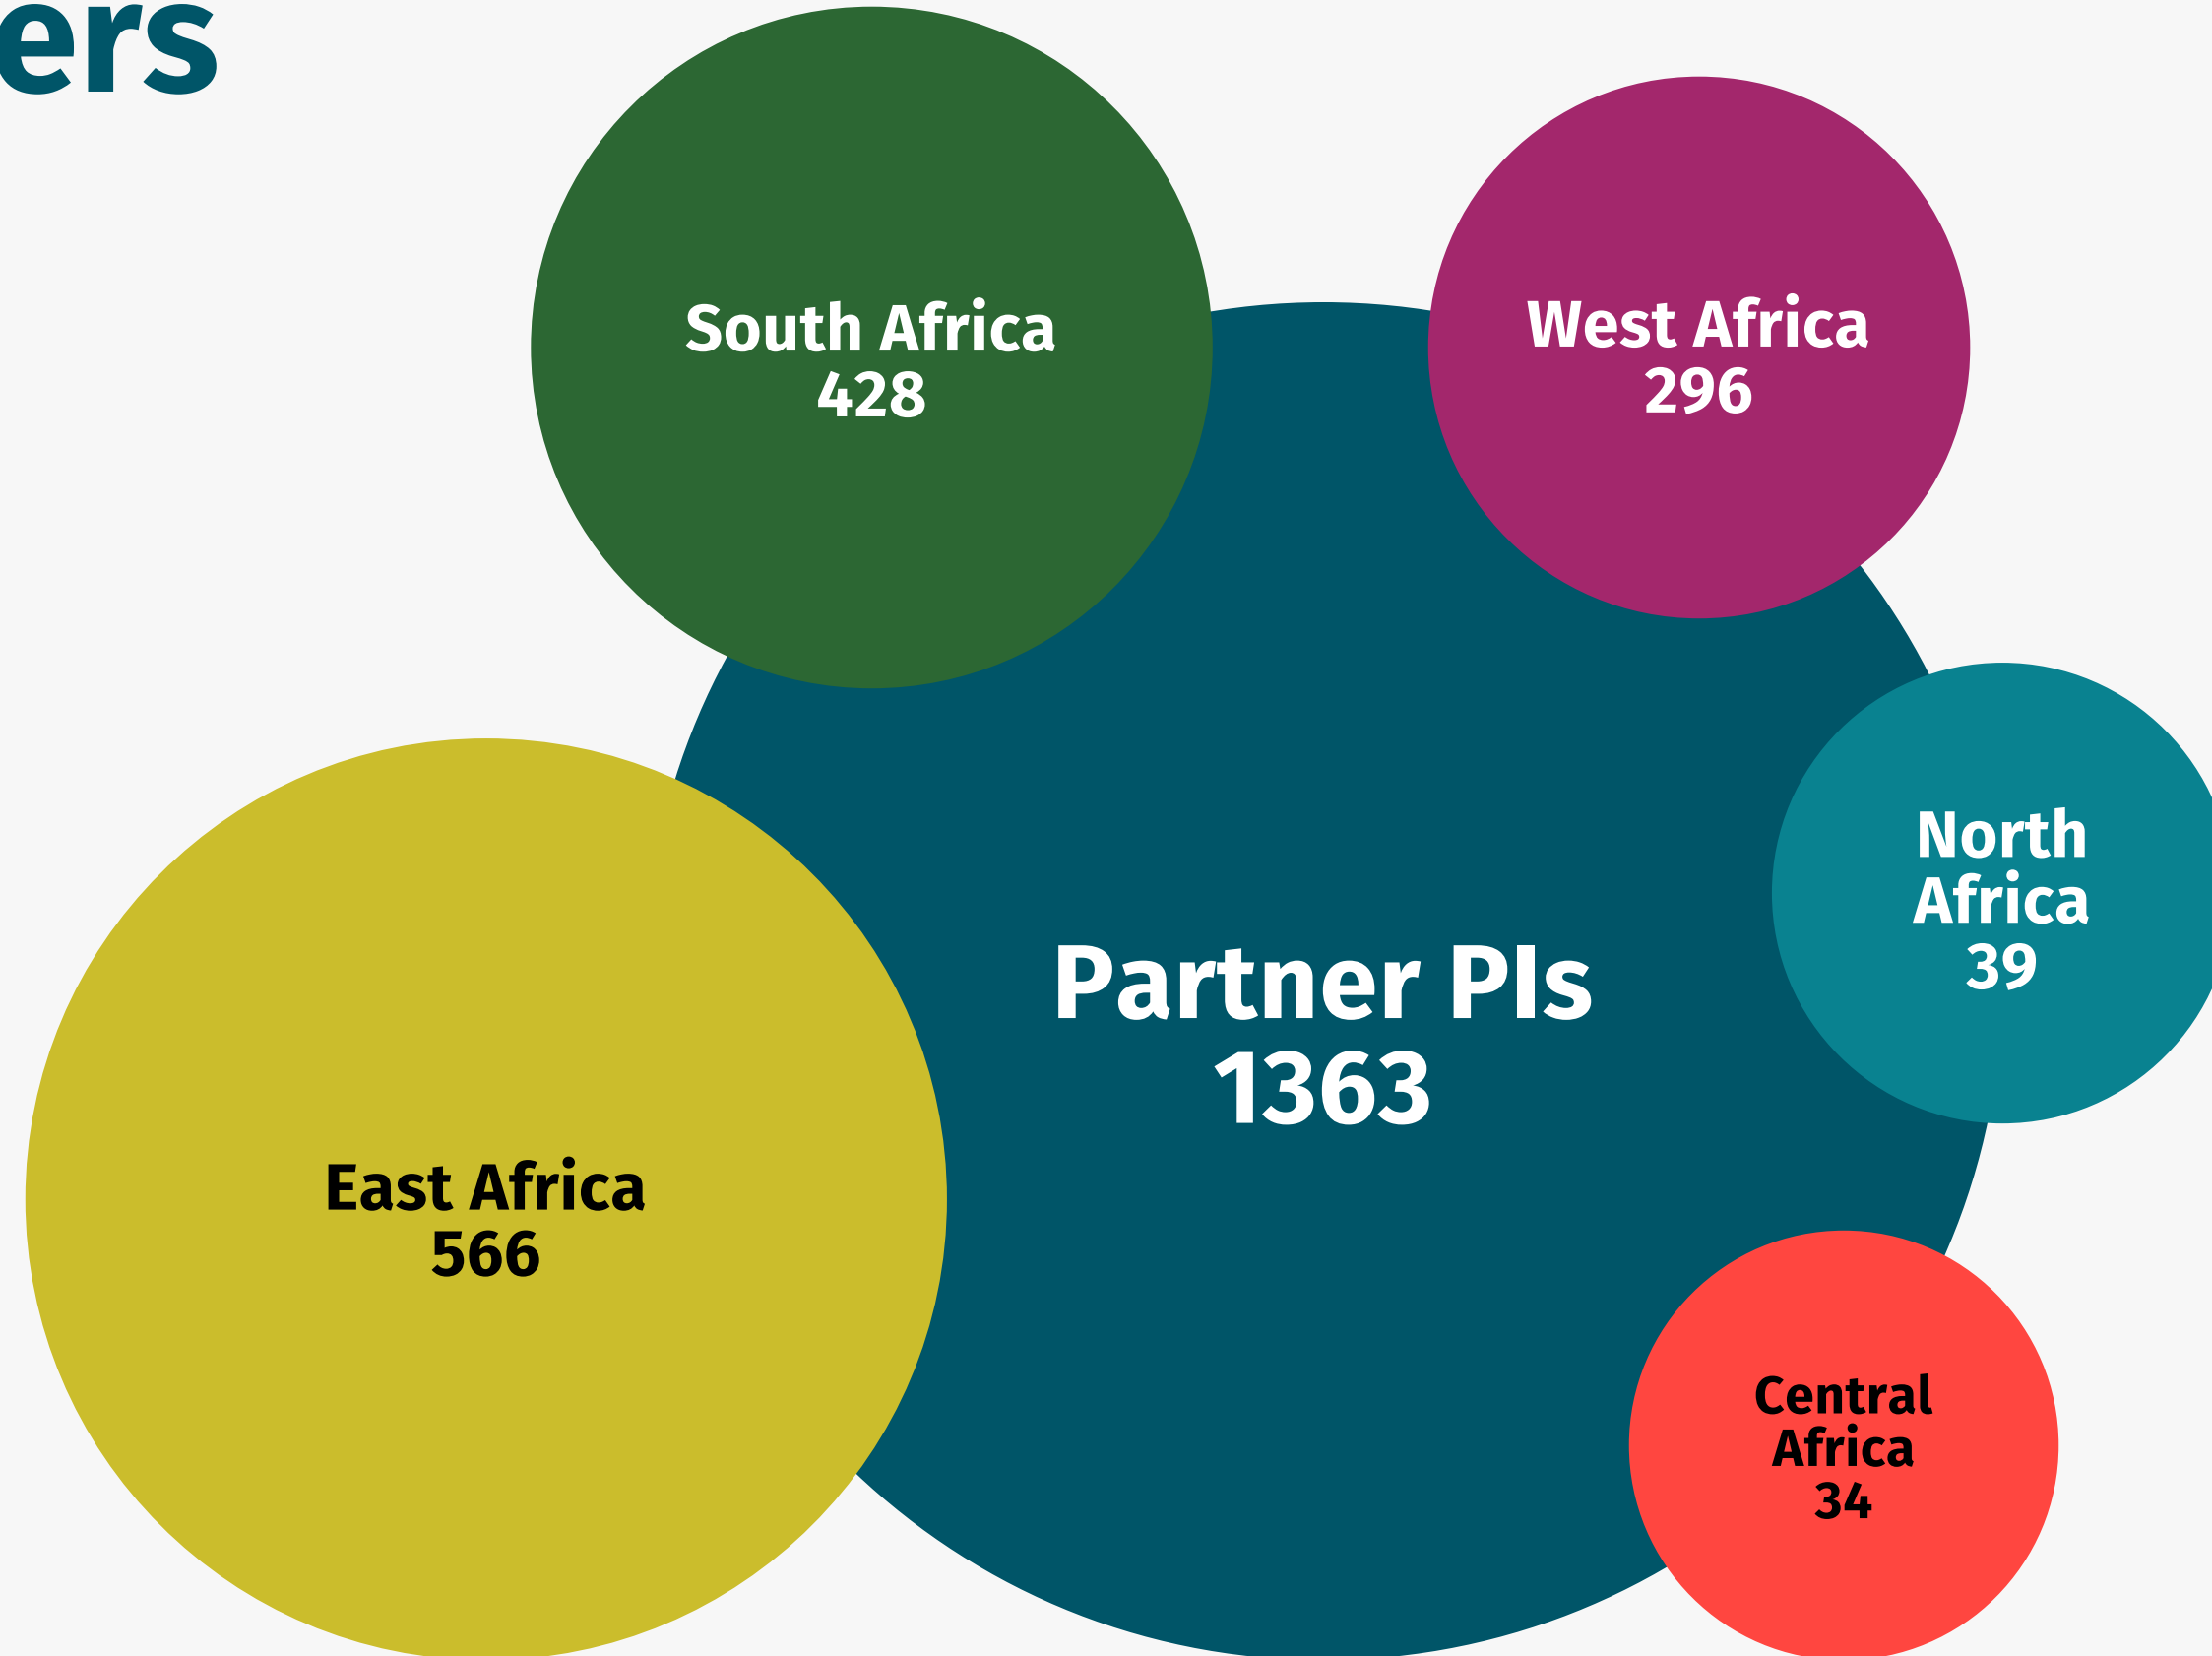 ers
South Africa
428
West Africa
296
North
Africa
39
Partner PIs
1363
East Africa
566
Central
Africa
34